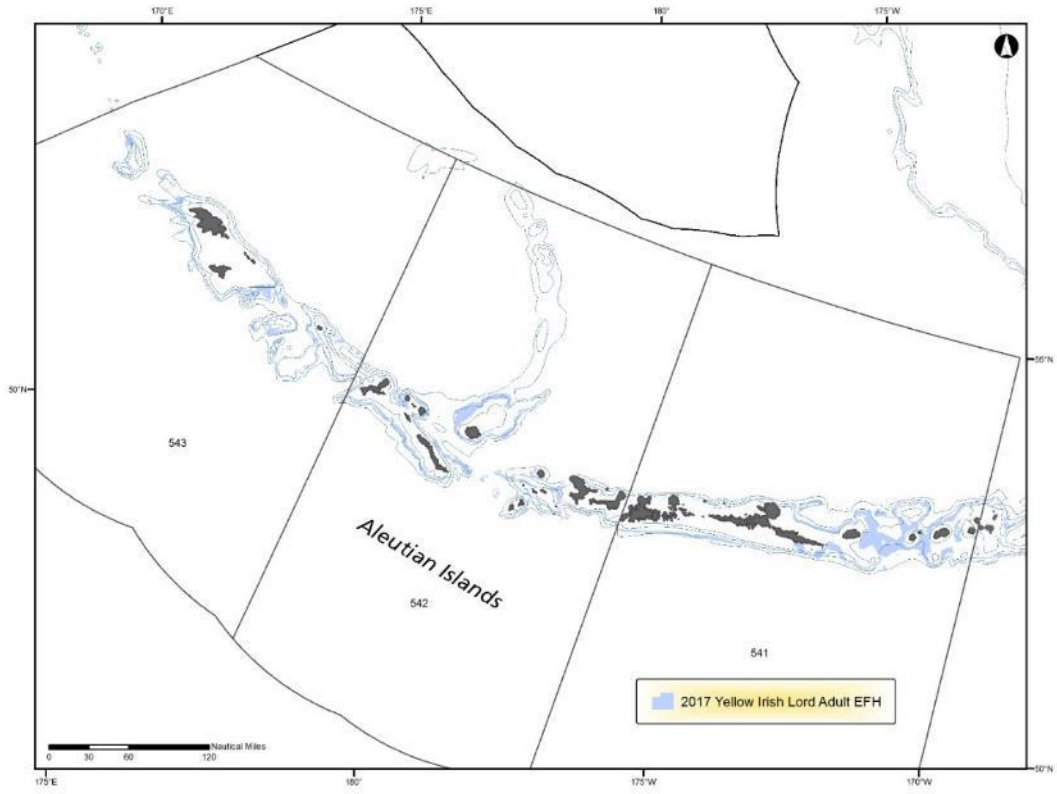 170°E 175°E 180° 175°W
50°N
55°N
543
Aleutian Islands
542
541
2017 Yellow Irish Lord Adult EFH
Nautical Miles
0 30 60 120
50°N
175°E 180° 175°W 170°W